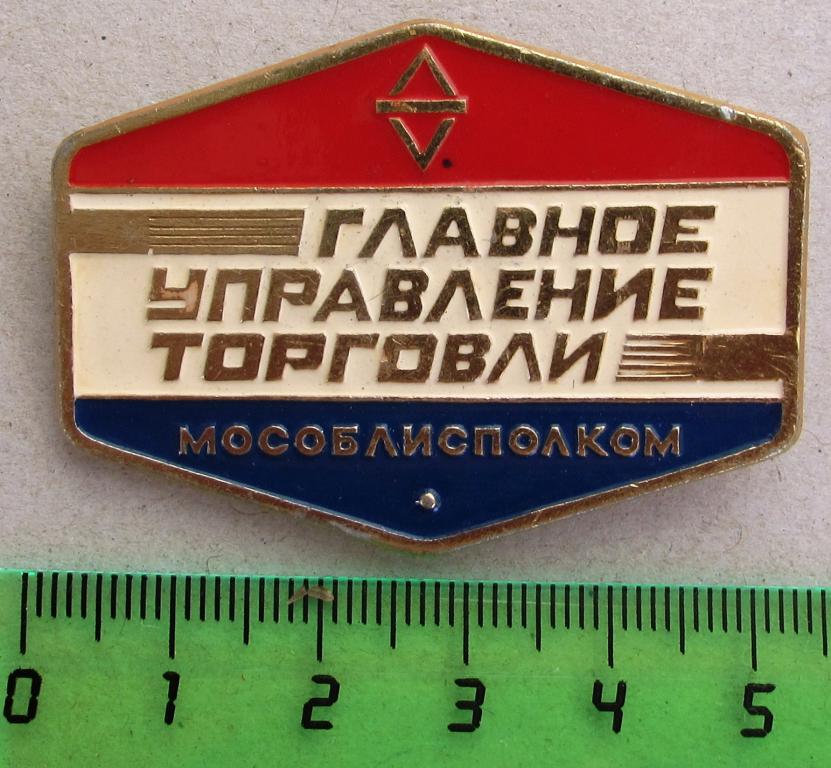 ГЛАВНОЕ
УПРАВЛЕНИЕ
ТОРГОВЛИ
МОСОБЛИСПОЛКОМ
0 1 2 3 4 5